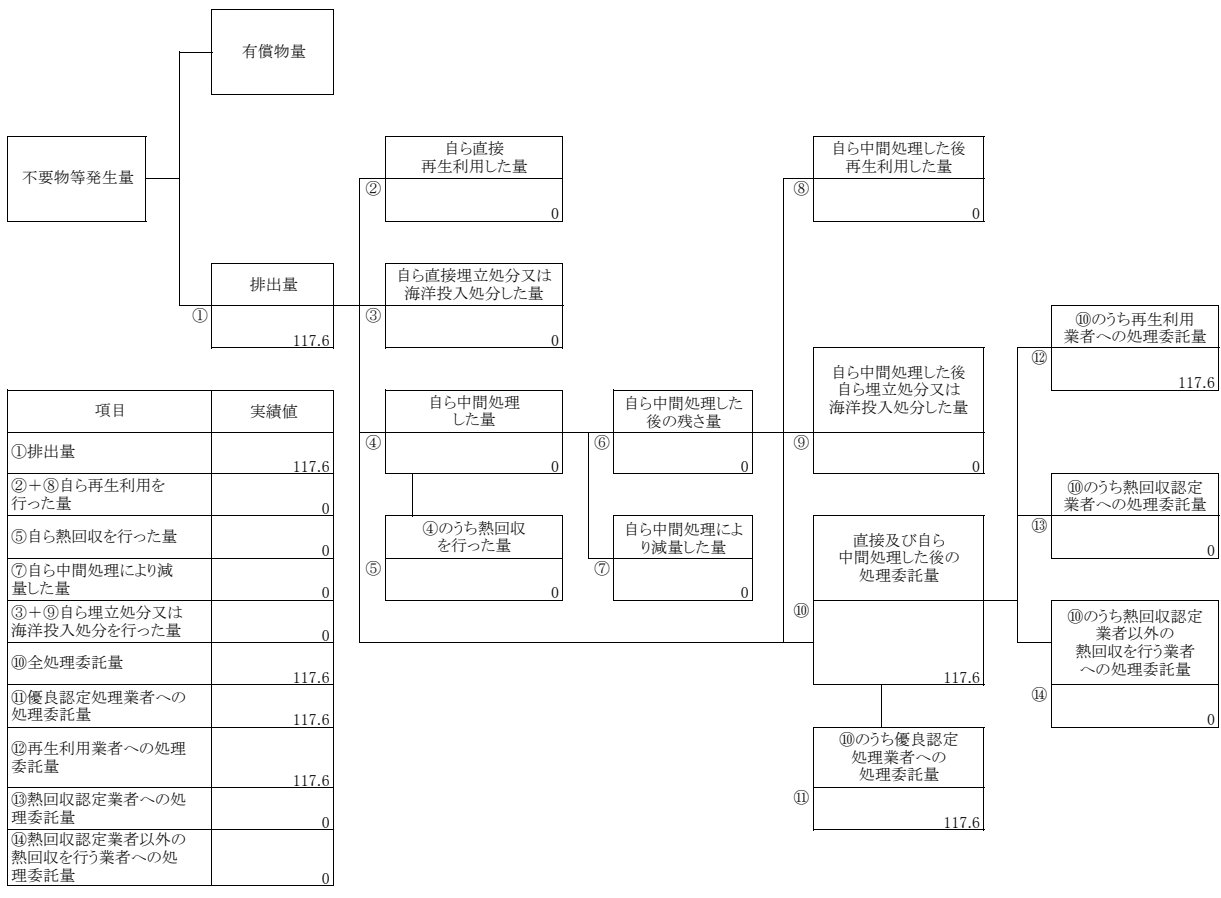 有償物量
不要物等発生量
自ら直接
再生利用した量
②
0
自ら中間処理した後
再生利用した量
⑧
0
排出量
①
117.6
自ら直接埋立処分又は
海洋投入処分した量
③
0
自ら中間処理
した量
④
0
④のうち熱回収
を行った量
⑤
0
自ら中間処理した
後の残さ量
⑥
0
自ら中間処理によ
り減量した量
⑦
0
自ら中間処理した後
自ら埋立処分又は
海洋投入処分した量
⑨
0
直接及び自ら
中間処理した後の
処理委託量
⑩
117.6
⑩のうち優良認定
処理業者への
処理委託量
⑪
117.6
⑩のうち再生利用
業者への処理委託量
⑫
117.6
⑩のうち熱回収認定
業者への処理委託量
⑬
0
⑩のうち熱回収認定
業者以外の
熱回収を行う業者
への処理委託量
⑭
0
項目 実績値
①排出量
117.6
②＋⑧自ら再生利用を
行った量
0
⑤自ら熱回収を行った量
0
⑦自ら中間処理により減
量した量
0
③＋⑨自ら埋立処分又は
海洋投入処分を行った量
0
⑩全処理委託量
117.6
⑪優良認定処理業者への
処理委託量
117.6
⑫再生利用業者への処理
委託量
117.6
⑬熱回収認定業者への処
理委託量
0
⑭熱回収認定業者以外の
熱回収を行う業者への処
理委託量
0